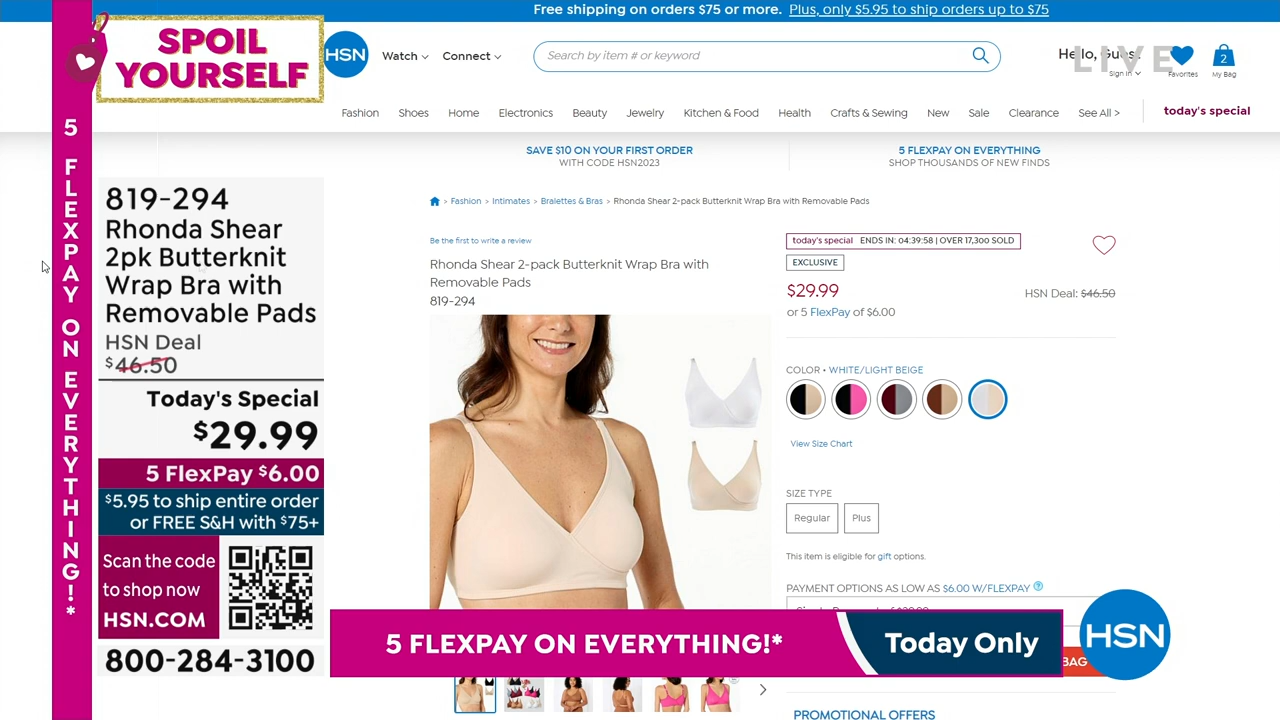 Free shipping on orders $75 or more. Plus, only $5.95 to ship orders up to $75
SPOIL
YOURSELF
HSN
Watch
Connect
Search by item # or keyword
Hello, Guest
LIVE
Sign In
Favorites
2
My Bag
Fashion
Shoes
Home
Electronics
Beauty
Jewelry
Kitchen & Food
Health
Crafts & Sewing
New
Sale
Clearance
See All >
today's special
5 FLEXPAY ON EVERYTHING!*
SAVE $10 ON YOUR FIRST ORDER
WITH CODE HSN2023
5 FLEXPAY ON EVERYTHING
SHOP THOUSANDS OF NEW FINDS
819-294
Rhonda Shear
2pk Butterknit
Wrap Bra with
Removable Pads
HSN Deal
$46.50
Today's Special
$29.99
5 FlexPay $6.00
$5.95 to ship entire order
or FREE S&H with $75+
Scan the code
to shop now
HSN.COM
800-284-3100
> Fashion > Intimates > Bralettes & Bras > Rhonda Shear 2-pack Butterknit Wrap Bra with Removable Pads
Be the first to write a review
Rhonda Shear 2-pack Butterknit Wrap Bra with
Removable Pads
819-294
today's special ENDS IN: 04:39:58 | OVER 17,300 SOLD
EXCLUSIVE
$29.99
HSN Deal: $46.50
or 5 FlexPay of $6.00
COLOR • WHITE/LIGHT BEIGE
View Size Chart
SIZE TYPE
Regular
Plus
This item is eligible for gift options.
PAYMENT OPTIONS AS LOW AS $6.00 W/FLEXPAY ?
5 FLEXPAY ON EVERYTHING!*
Today Only
HSN
BAG
PROMOTIONAL OFFERS